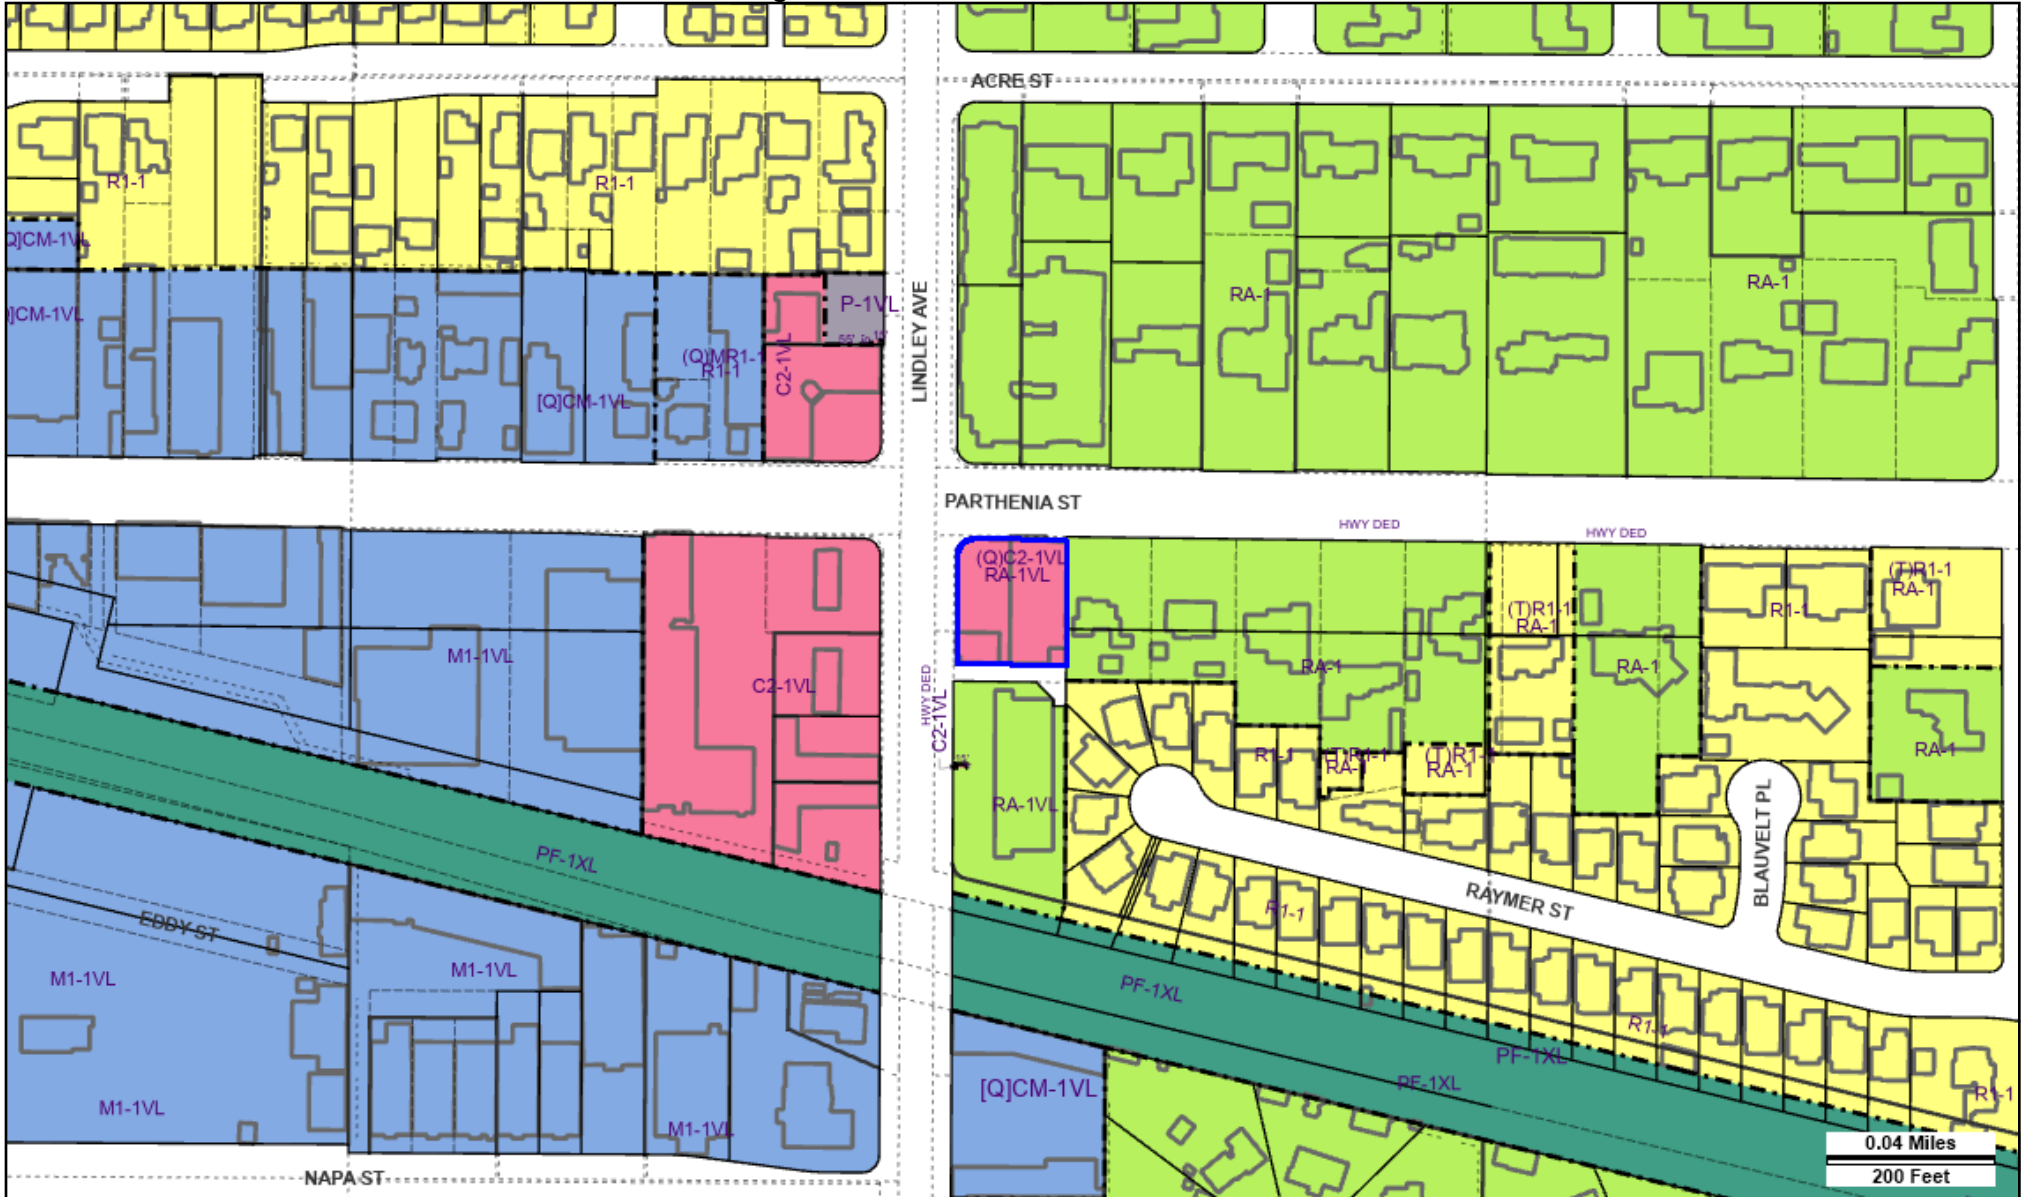 ACRE ST
R1-1
R1-1
Q]CM-1VL
]CM-1VL
P-1VL
LINDLEY AVE
RA-1
RA-1
(Q)MR1-1
R1-1
C2-1VL
[Q]CM-1VL
PARTHENIA ST
HWY DED
HWY DED
(Q)C2-1VL
RA-1VL
(T)R1-1
RA-1
R1-1
(T)R1-1
RA-1
M1-1VL
C2-1VL
HWY DED
C2-1VL
RA-1
RA-1
R1-1
(T)R1-1
RA-1
(T)R1-1
RA-1
RA-1
RA-1VL
BLAUVELT PL
PF-1XL
RAYMER ST
R1-1
EDDY ST
M1-1VL
M1-1VL
PF-1XL
R1-1
PF-1XL
PF-1XL
[Q]CM-1VL
R1-1
M1-1VL
M1-1VL
0.04 Miles
200 Feet
NAPA ST